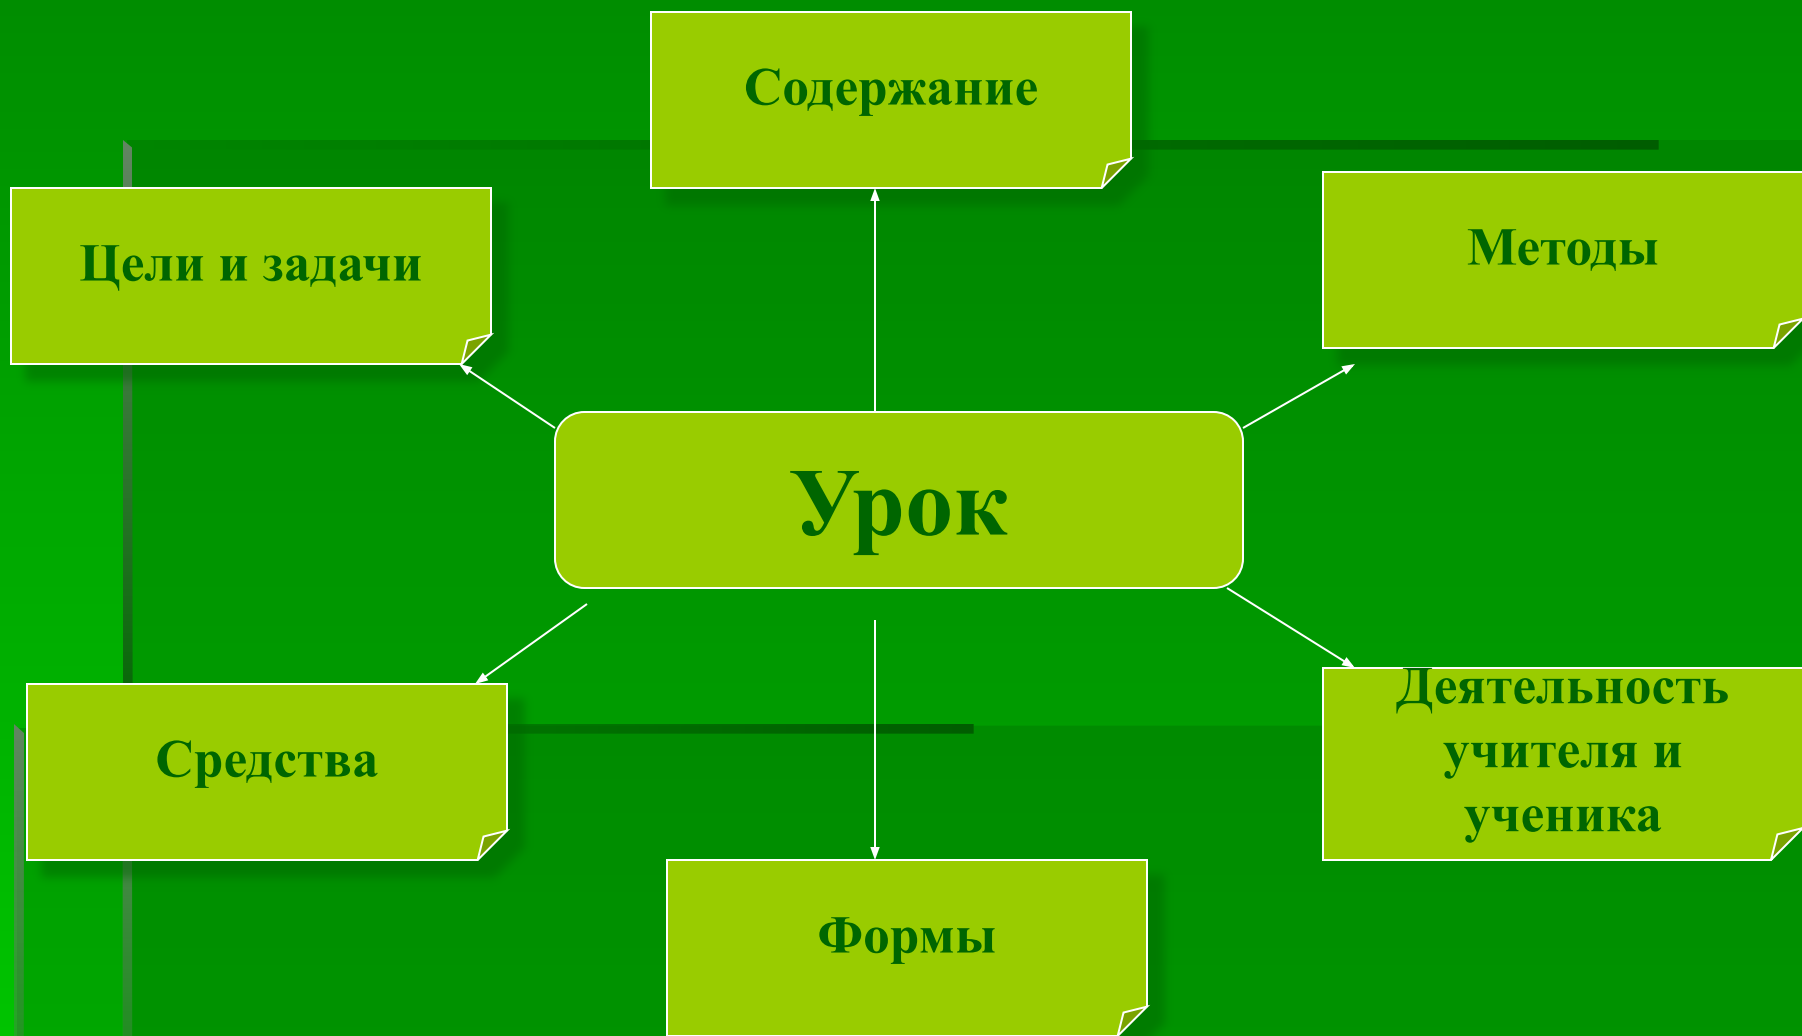 Содержание
Цели и задачи
Методы
Урок
Средства
Деятельность
учителя и
ученика
Формы